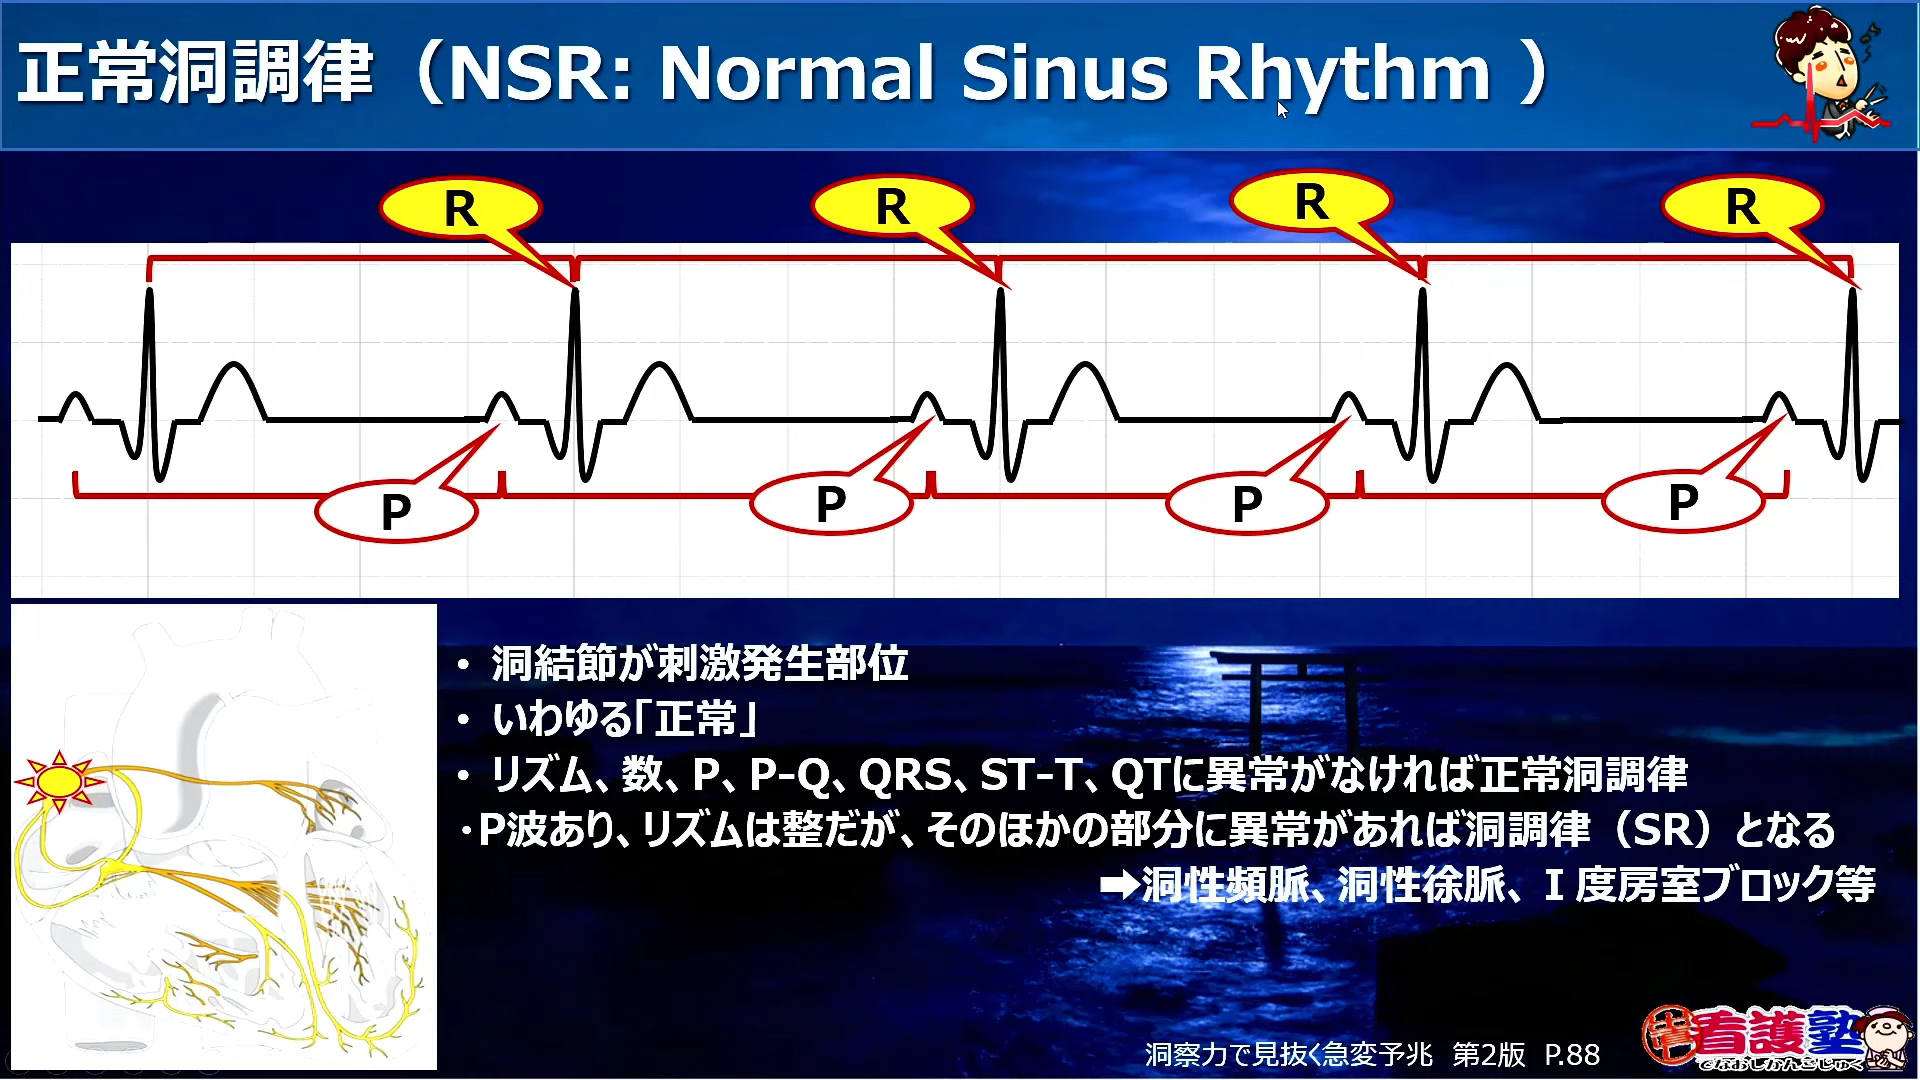 正常洞調律（NSR: Normal Sinus Rhythm ）
R
R
R
R
P
P
P
P
• 洞結節が刺激発生部位
• いわゆる「正常」
• リズム、数、P、P-Q、QRS、ST-T、QTに異常がなければ正常洞調律
・P波あり、リズムは整だが、そのほかの部分に異常があれば洞調律（SR）となる
➡洞性頻脈、洞性徐脈、Ⅰ度房室ブロック等
洞察力で見抜く急変予兆　第2版　P.88
看護塾